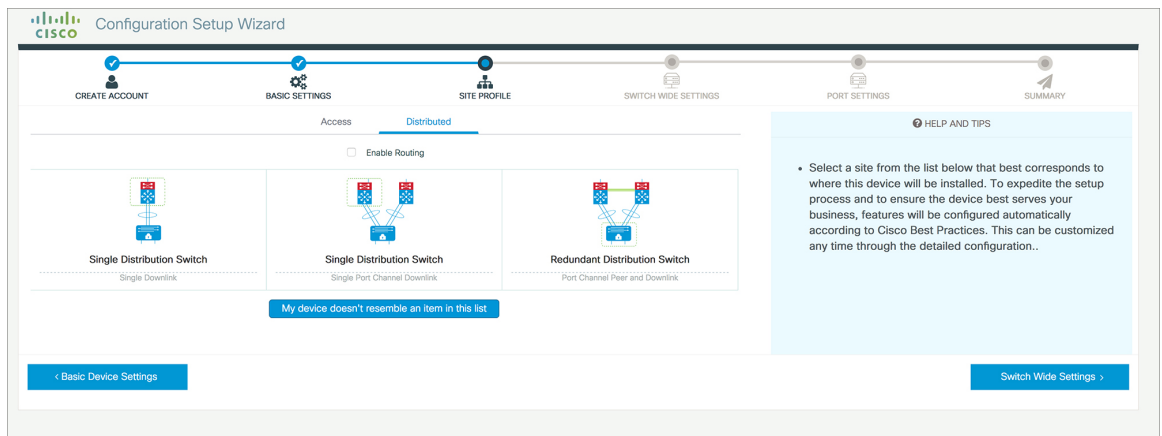 CISCO
Configuration Setup Wizard
CREATE ACCOUNT
BASIC SETTINGS
SITE PROFILE
SWITCH WIDE SETTINGS
PORT SETTINGS
SUMMARY
Access
Distributed
Enable Routing
Single Distribution Switch
Single Downlink
Single Distribution Switch
Single Port Channel Downlink
Redundant Distribution Switch
Port Channel Peer and Downlink
My device doesn't resemble an item in this list
HELP AND TIPS
• Select a site from the list below that best corresponds to
where this device will be installed. To expedite the setup
process and to ensure the device best serves your
business, features will be configured automatically
according to Cisco Best Practices. This can be customized
any time through the detailed configuration..
< Basic Device Settings
Switch Wide Settings >